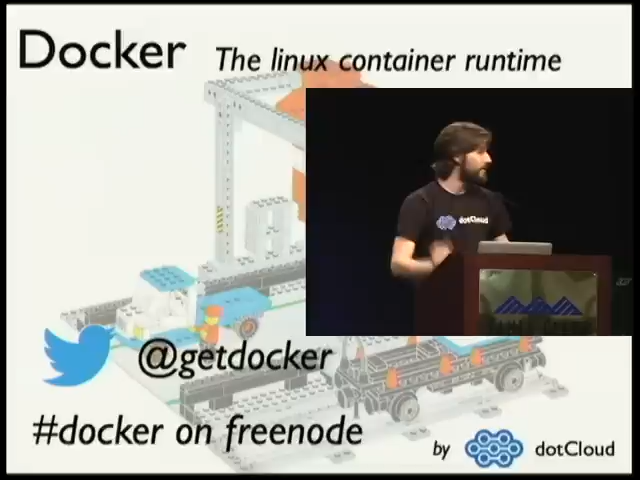 Docker The linux container runtime
dotCloud
@getdocker
#docker on freenode
by dotCloud